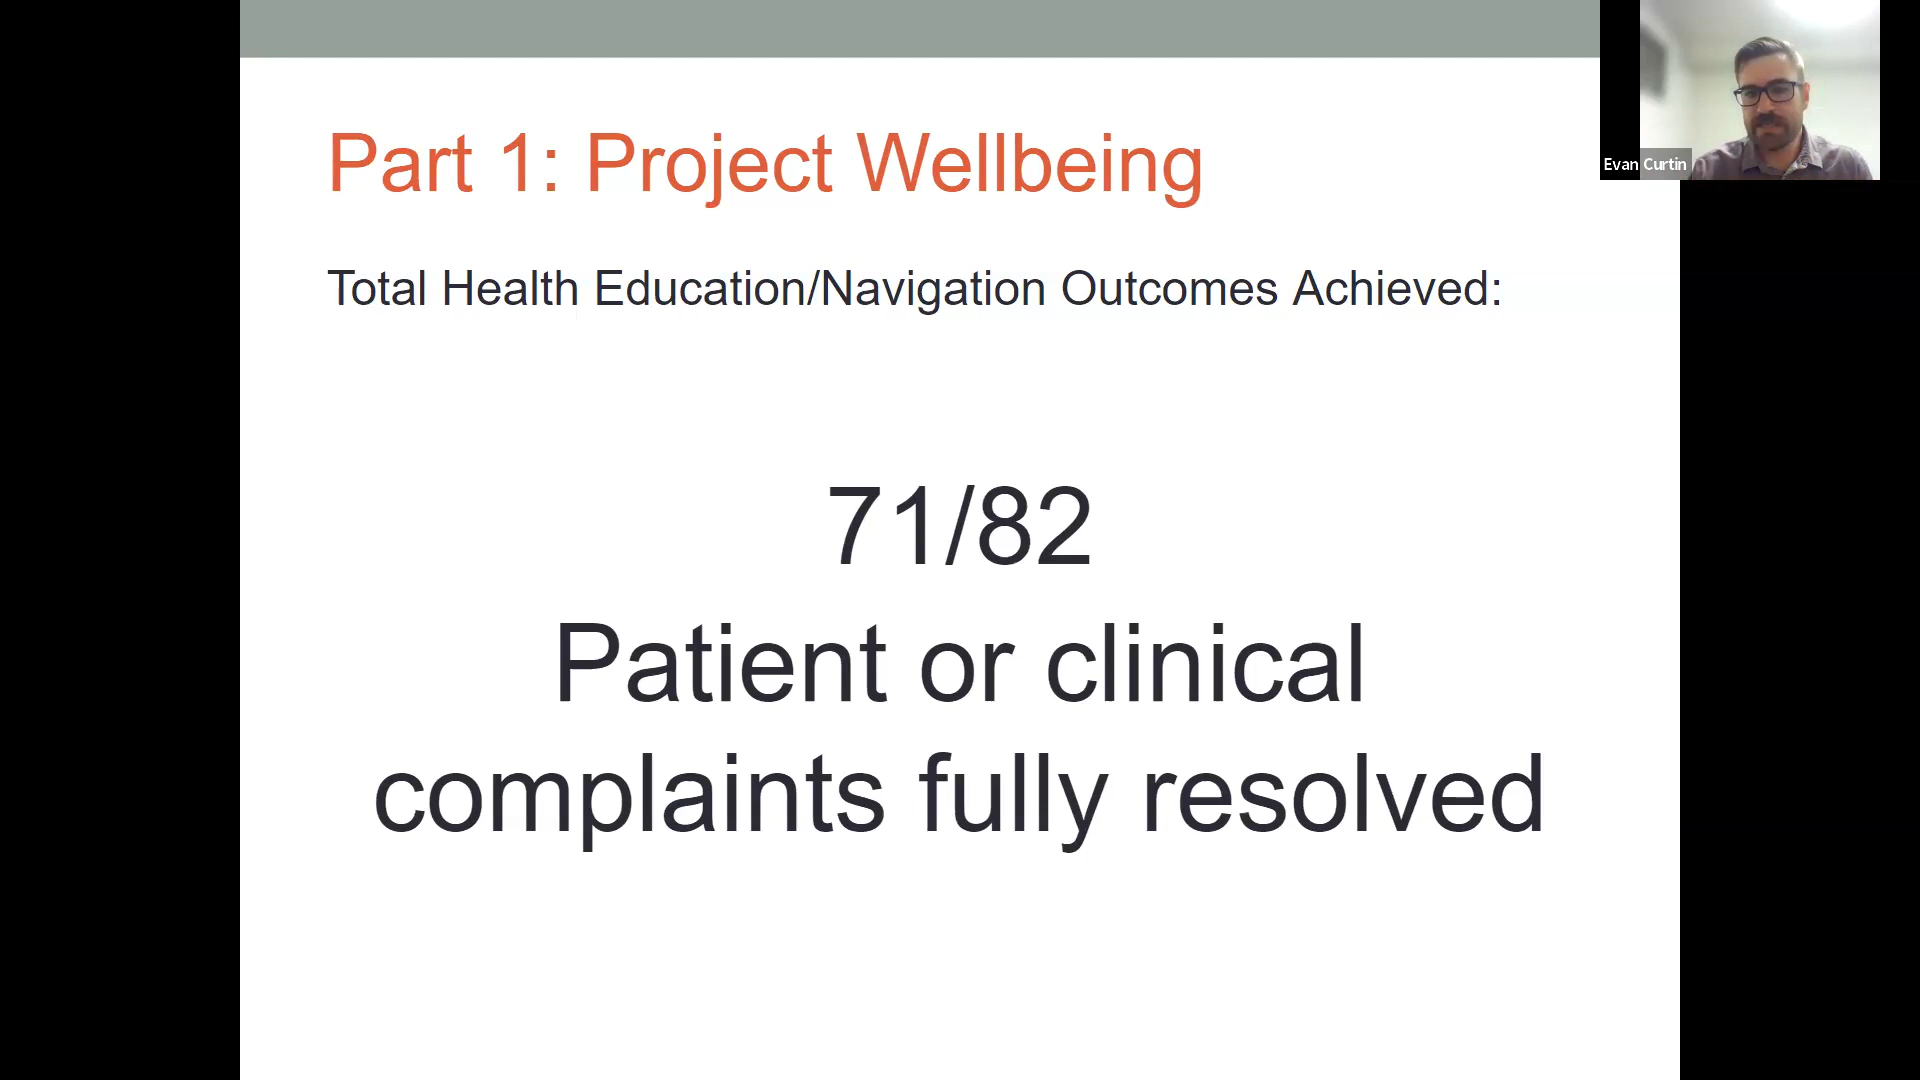 Part 1: Project Wellbeing
Total Health Education/Navigation Outcomes Achieved:
71/82
Patient or clinical
complaints fully resolved
Evan Curtin